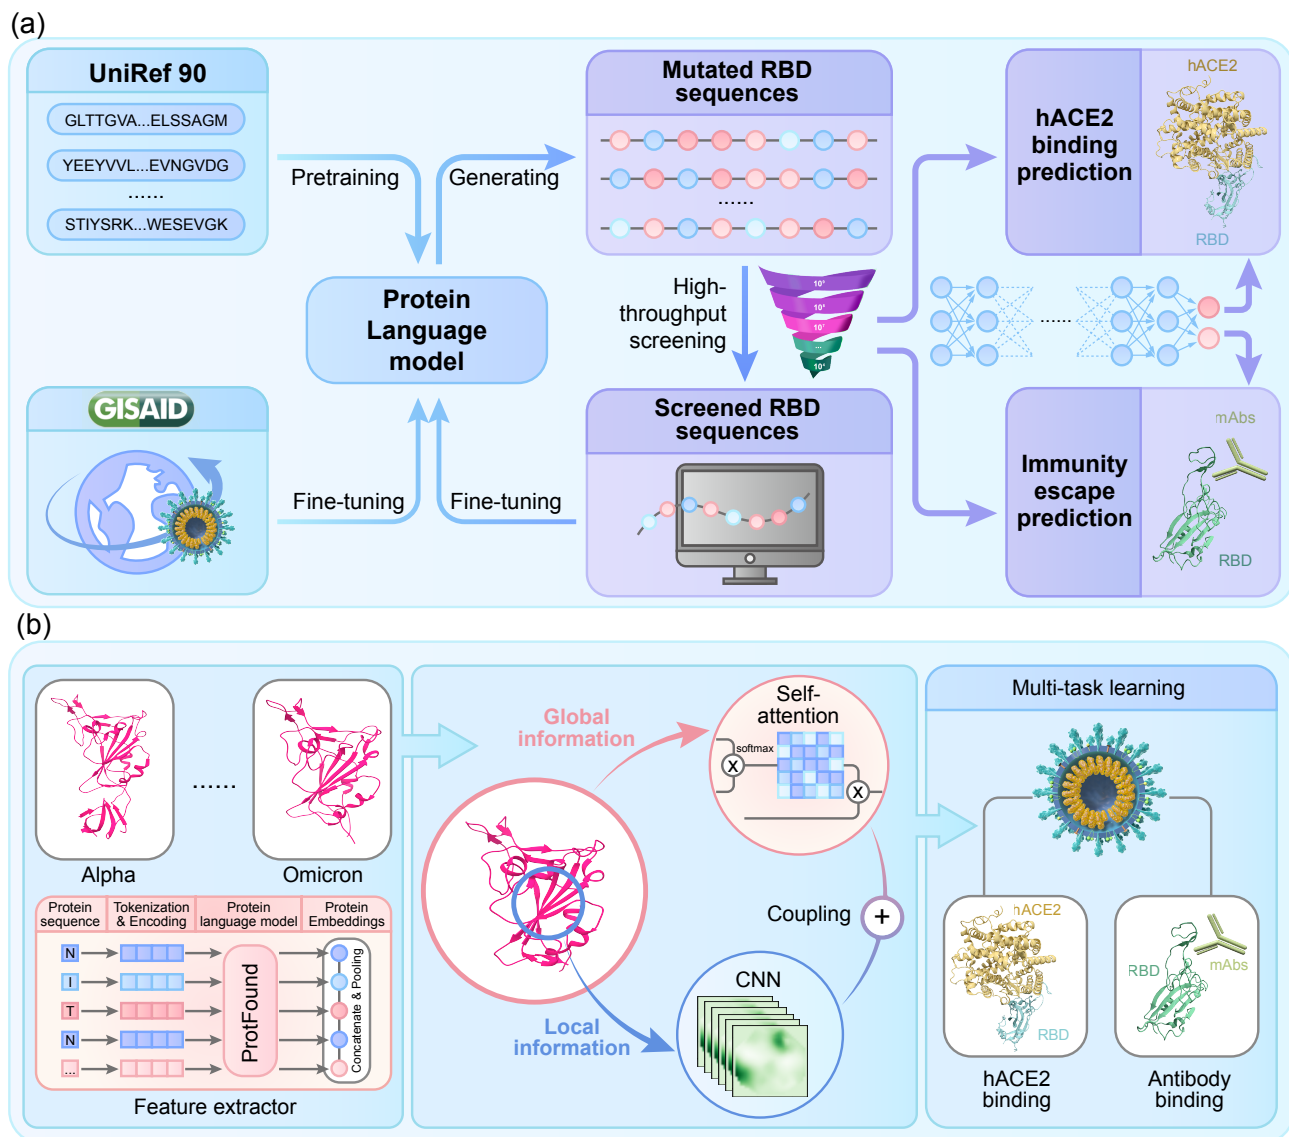 (a)
UniRef 90
GLTTGVA...ELSSAGM
YEEYVVL...EVNGVDG
......
STIYSRK...WESEVGK
Pretraining
Generating
Protein
Language
model
GISAID
Fine-tuning
Fine-tuning
Mutated RBD
sequences
......
High-
throughput
screening
10⁷
...
10⁴
Screened RBD
sequences
hACE2
binding
prediction
hACE2
RBD
......
Immunity
escape
prediction
mAbs
RBD
(b)
Alpha
......
Omicron
Protein
sequence
Tokenization
& Encoding
Protein
language model
Protein
Embeddings
N
I
T
N
...
ProtFound
Concatenate & Pooling
Feature extractor
Global
information
Local
information
Self-
attention
softmax
X
X
Coupling
+
CNN
Multi-task learning
hACE2
RBD
hACE2
binding
RBD
mAbs
Antibody
binding